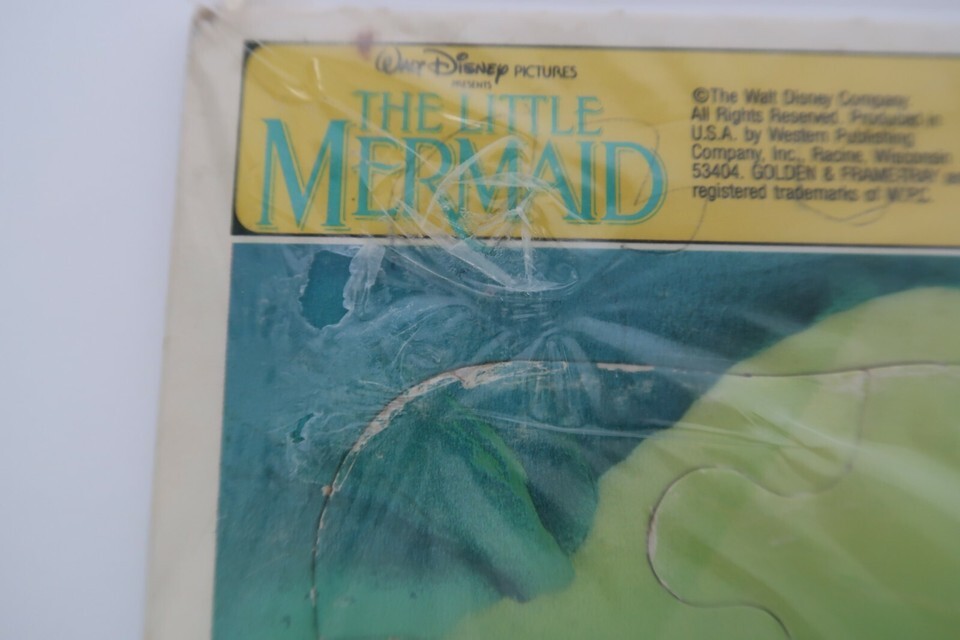 Walt Disney PICTURES
PRESENTS
THE LITTLE
MERMAID
©The Walt Disney Company.
All Rights Reserved. Produced in
U.S.A. by Western Publishing
Company, Inc., Racine, Wisconsin
53404. GOLDEN & FRAME-TRAY are
registered trademarks of W.P.C.